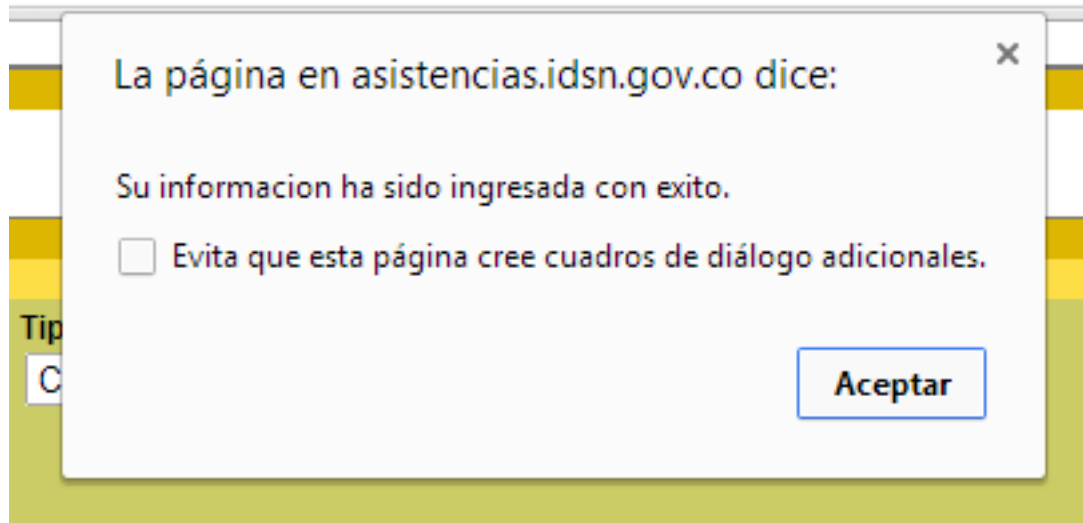 La página en asistencias.idsn.gov.co dice:
Su informacion ha sido ingresada con exito.
Evita que esta página cree cuadros de diálogo adicionales.
Tip
C
Aceptar